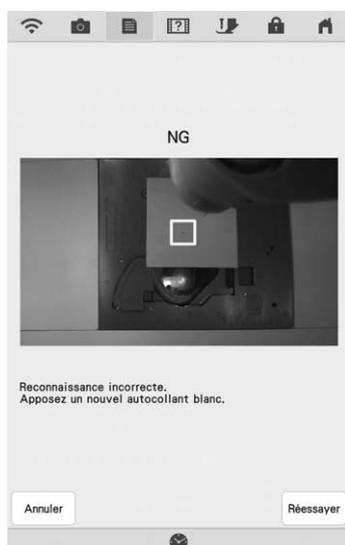 NG
Reconnaissance incorrecte.
Apposez un nouvel autocollant blanc.
Annuler
Réessayer